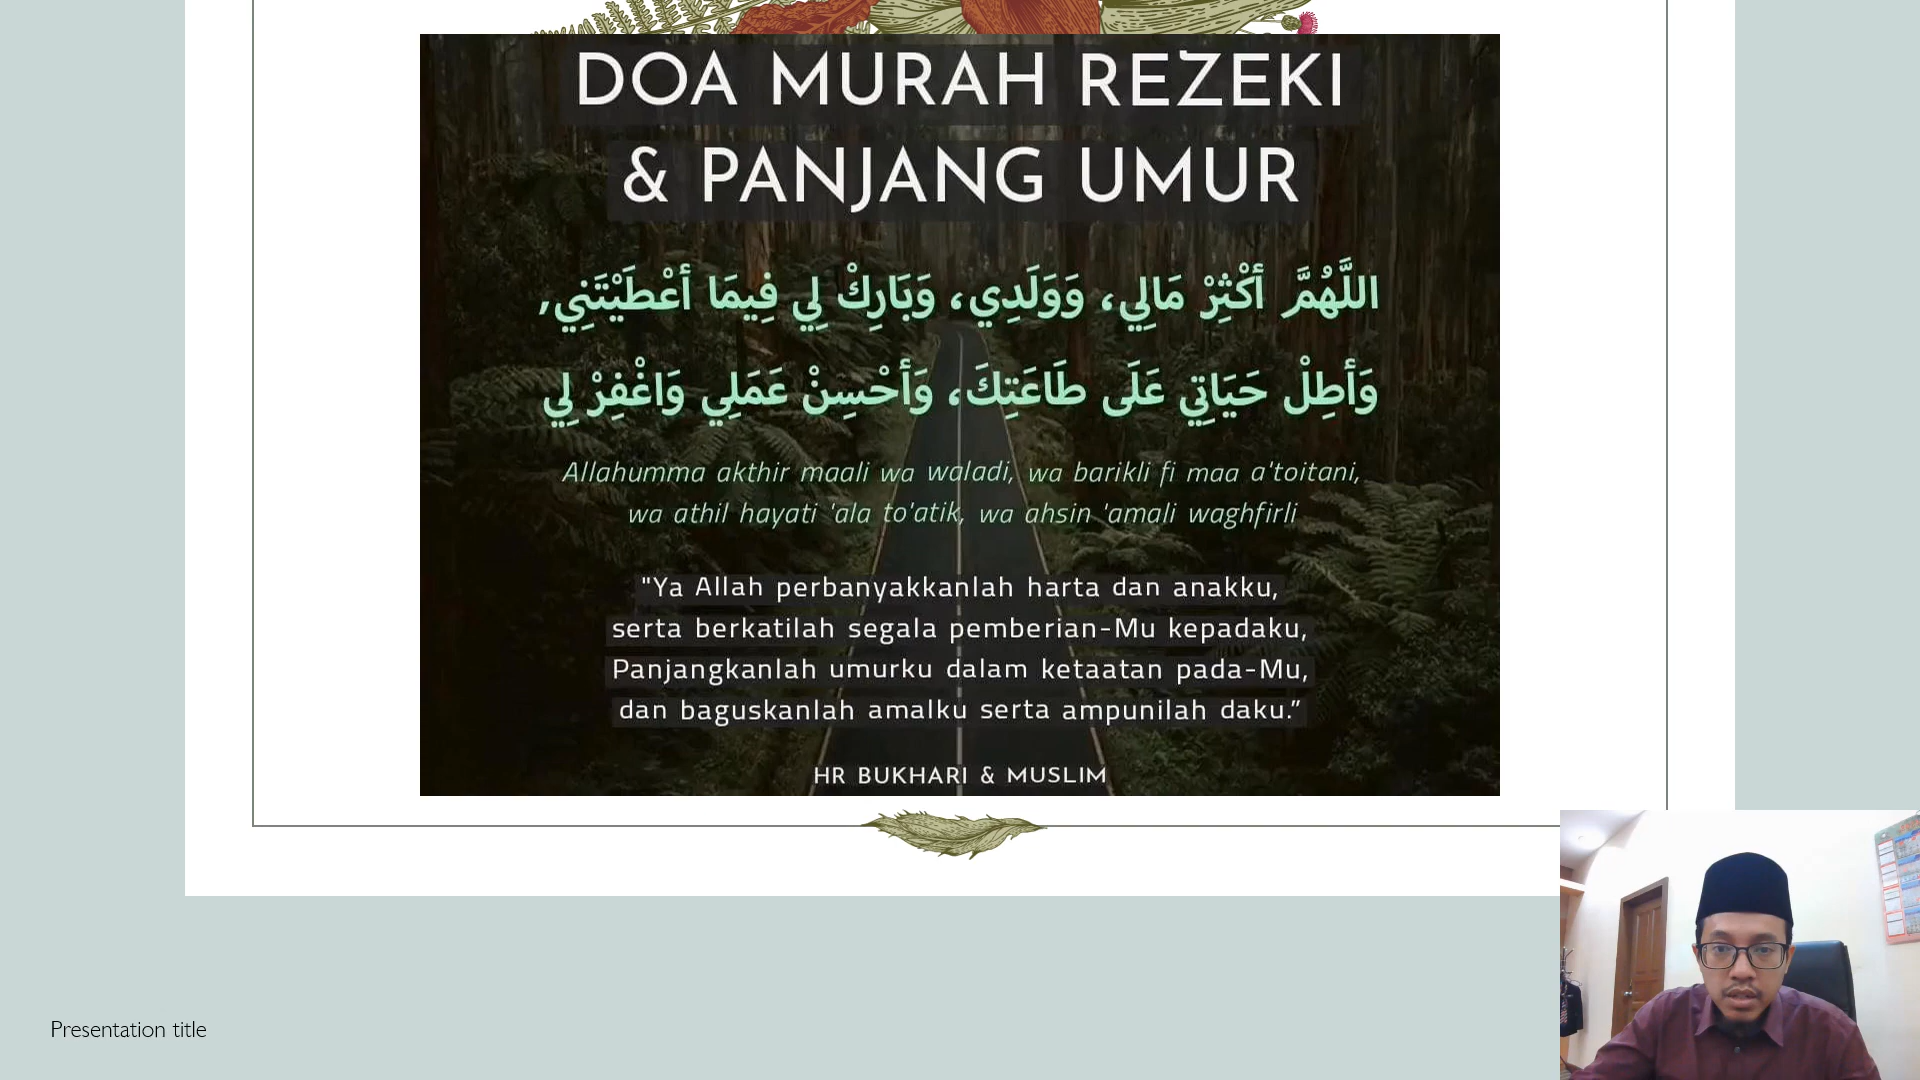 DOA MURAH REZEKI
& PANJANG UMUR
اللَّهُمَّ أَكْثِرْ مَالِي، وَوَلَدِي، وَبَارِكْ لِي فِيمَا أَعْطَيْتَنِي,
وَأَطِلْ حَيَاتِي عَلَى طَاعَتِكَ، وَأَحْسِنْ عَمَلِي وَاغْفِرْ لِي
Allahumma akthir maali wa waladi, wa barikli fi maa a'toitani,
wa athil hayati 'ala to'atik, wa ahsin 'amali waghfirli
"Ya Allah perbanyakkanlah harta dan anakku,
serta berkatilah segala pemberian-Mu kepadaku,
Panjangkanlah umurku dalam ketaatan pada-Mu,
dan baguskanlah amalku serta ampunilah daku.”
HR BUKHARI & MUSLIM
Presentation title